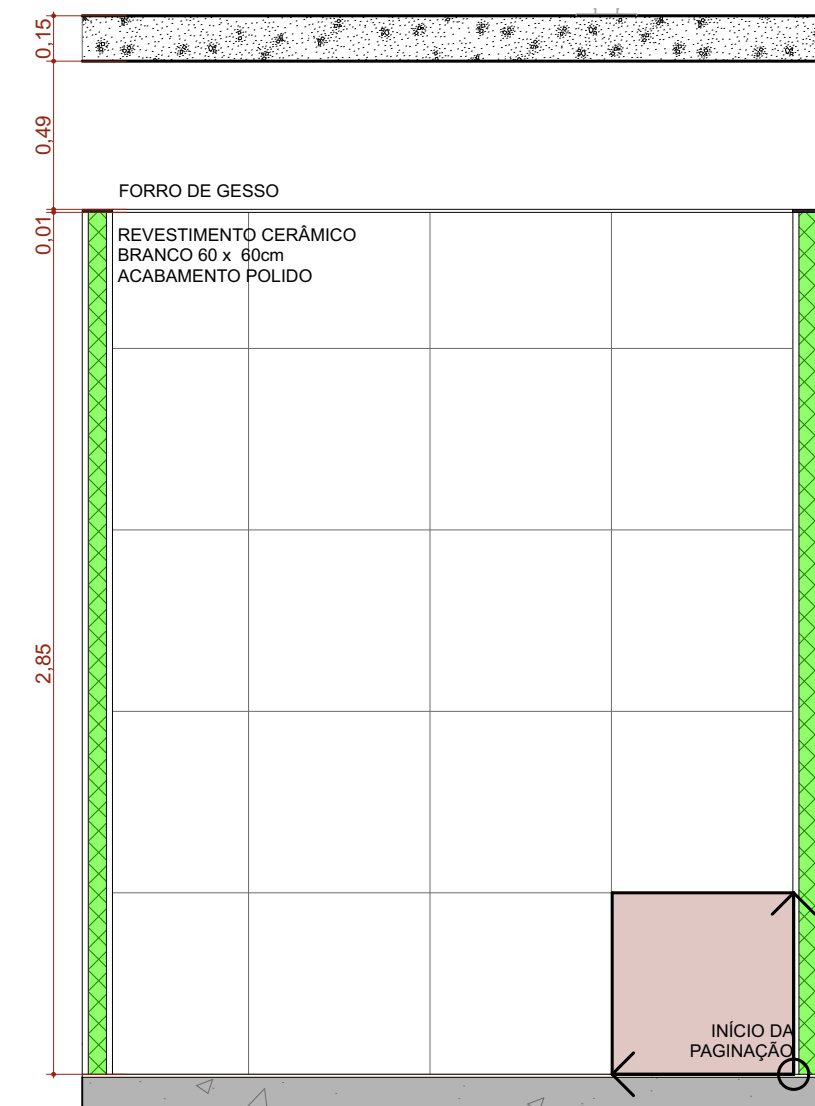 0,15
0,49
FORRO DE GESSO
0,01
REVESTIMENTO CERÂMICO
BRANCO 60 x  60cm
ACABAMENTO POLIDO
2,85
INÍCIO DA
PAGINAÇÃO